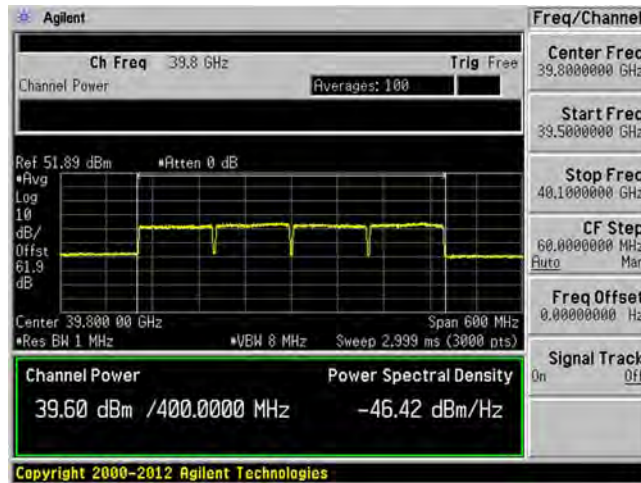 Agilent
Freq/Channel
Ch Freq 39.8 GHz Trig Free
Channel Power Averages: 100
Center Freq
39.8000000 GHz
Start Freq
39.5000000 GHz
Stop Freq
40.1000000 GHz
CF Step
60.0000000 MHz
Auto Man
Freq Offset
0.00000000 Hz
Signal Track
On Off
Ref 51.89 dBm #Atten 0 dB
#Avg
Log
10
dB/
Offst
61.9
dB
Center 39.800 00 GHz Span 600 MHz
#Res BW 1 MHz #VBW 8 MHz Sweep 2.999 ms (3000 pts)
Channel Power Power Spectral Density
39.60 dBm /400.0000 MHz -46.42 dBm/Hz
Copyright 2000-2012 Agilent Technologies